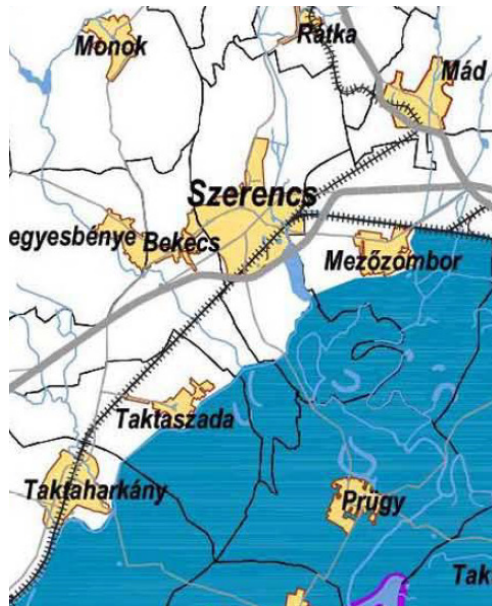 Rátka
Monok
Mád
Szerencs
egyesbénye
Bekecs
Mezőzombor
Taktaszada
Taktaharkány
Prügy
Tak